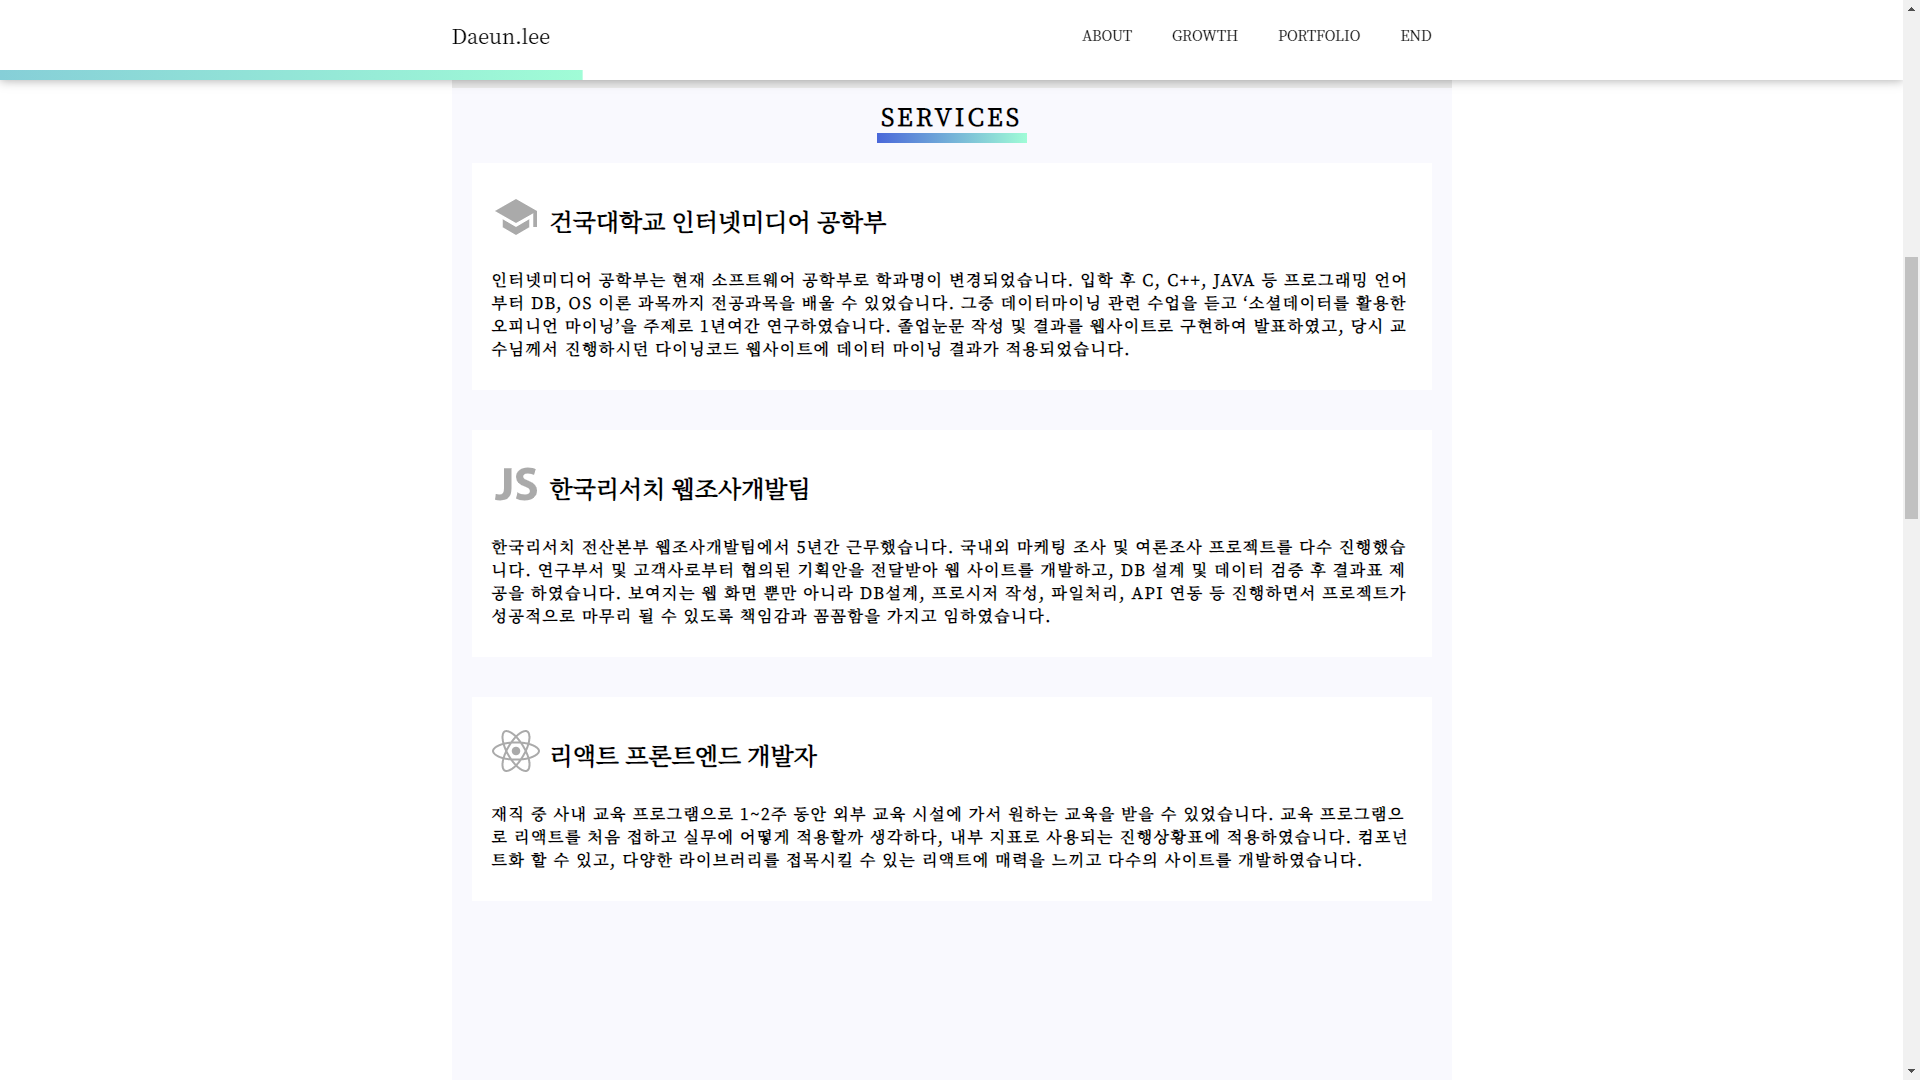 Daeun.lee
ABOUT GROWTH PORTFOLIO END
SERVICES
건국대학교 인터넷미디어 공학부
인터넷미디어 공학부는 현재 소프트웨어 공학부로 학과명이 변경되었습니다. 입학 후 C, C++, JAVA 등 프로그래밍 언어
부터 DB, OS 이론 과목까지 전공과목을 배울 수 있었습니다. 그중 데이터마이닝 관련 수업을 듣고 ‘소셜데이터를 활용한
오피니언 마이닝’을 주제로 1년여간 연구하였습니다. 졸업눈문 작성 및 결과를 웹사이트로 구현하여 발표하였고, 당시 교
수님께서 진행하시던 다이닝코드 웹사이트에 데이터 마이닝 결과가 적용되었습니다.
JS 한국리서치 웹조사개발팀
한국리서치 전산본부 웹조사개발팀에서 5년간 근무했습니다. 국내외 마케팅 조사 및 여론조사 프로젝트를 다수 진행했습
니다. 연구부서 및 고객사로부터 협의된 기획안을 전달받아 웹 사이트를 개발하고, DB 설계 및 데이터 검증 후 결과표 제
공을 하였습니다. 보여지는 웹 화면 뿐만 아니라 DB설계, 프로시저 작성, 파일처리, API 연동 등 진행하면서 프로젝트가
성공적으로 마무리 될 수 있도록 책임감과 꼼꼼함을 가지고 임하였습니다.
리액트 프론트엔드 개발자
재직 중 사내 교육 프로그램으로 1~2주 동안 외부 교육 시설에 가서 원하는 교육을 받을 수 있었습니다. 교육 프로그램으
로 리액트를 처음 접하고 실무에 어떻게 적용할까 생각하다, 내부 지표로 사용되는 진행상황표에 적용하였습니다. 컴포넌
트화 할 수 있고, 다양한 라이브러리를 접목시킬 수 있는 리액트에 매력을 느끼고 다수의 사이트를 개발하였습니다.